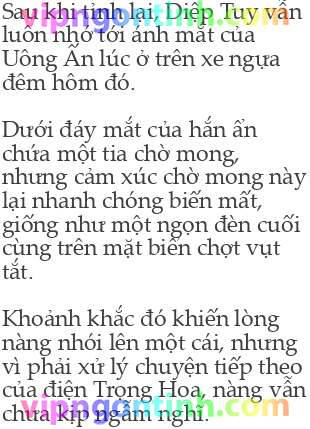 Sau khi tỉnh lại, Diệp Tuy vẫn
luôn nhớ tới ánh mắt của
Uông Ấn lúc ở trên xe ngựa
đêm hôm đó.
Dưới đáy mắt của hắn ẩn
chứa một tia chờ mong,
nhưng cảm xúc chờ mong này
lại nhanh chóng biến mất,
giống như một ngọn đèn cuối
cùng trên mặt biển chợt vụt
tắt.
Khoảnh khắc đó khiến lòng
nàng nhói lên một cái, nhưng
vì phải xử lý chuyện tiếp theo
của điện Trọng Hoa, nàng vẫn
chưa kịp ngẫm nghĩ.
vipngontinh.com
vipngontinh.com